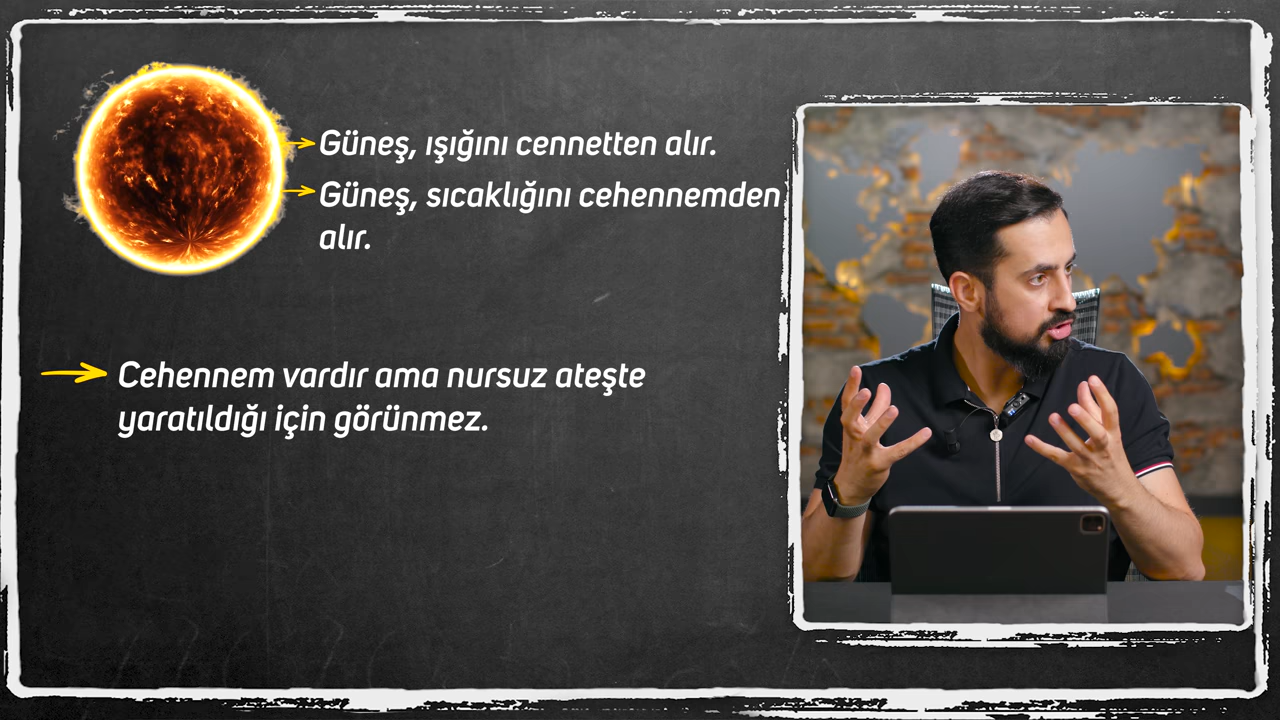 Güneş, ışığını cennetten alır.
Güneş, sıcaklığını cehennemden
alır.
Cehennem vardır ama nursuz ateşte
yaratıldığı için görünmez.